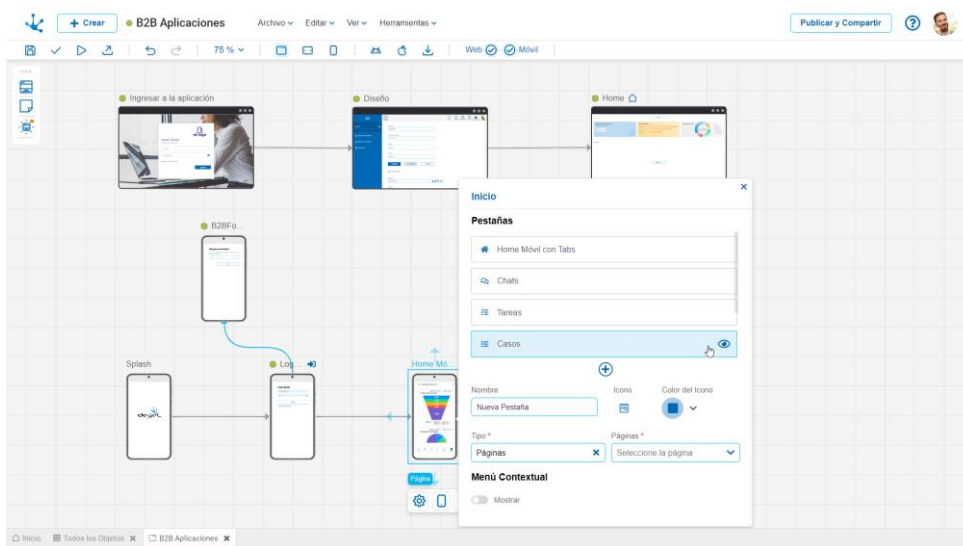 + Crear
B2B Aplicaciones
Archivo
Editar
Ver
Herramientas
Publicar y Compartir
75 %
Web
Móvil
Ingresar a la aplicación
Diseño
Home
Inicio
Pestañas
Home Móvil con Tabs
Chats
Tareas
Casos
Nombre
Icono
Color del Icono
Nueva Pestaña
Tipo *
Páginas *
Páginas
Seleccione la página
Menú Contextual
Mostrar
B2BFo...
Splash
Log...
Home Mó...
deyel
Página
Inicio
Todos los Objetos
B2B Aplicaciones